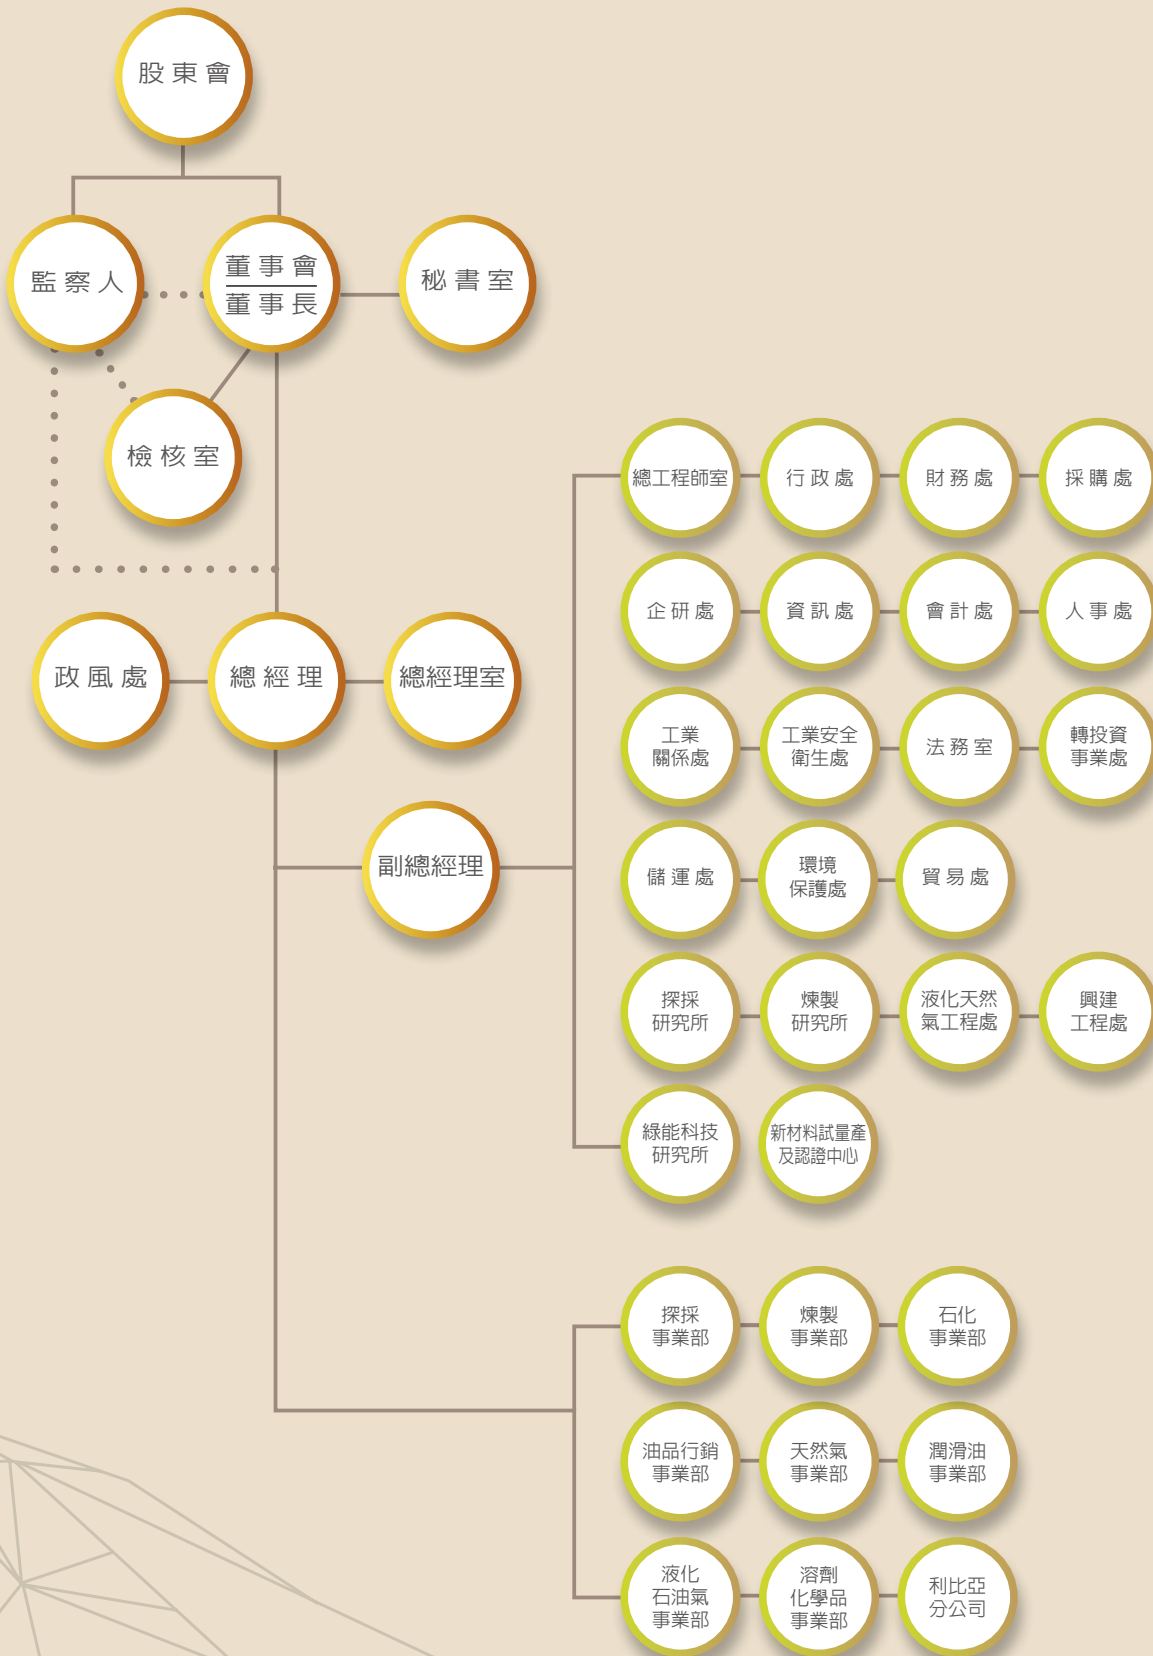 股東會
監察人
董事會
董事長
秘書室
檢核室
政風處
總經理
總經理室
副總經理
總工程師室
行政處
財務處
採購處
企研處
資訊處
會計處
人事處
工業
關係處
工業安全
衛生處
法務室
轉投資
事業處
儲運處
環境
保護處
貿易處
探採
研究所
煉製
研究所
液化天然
氣工程處
興建
工程處
綠能科技
研究所
新材料試量產
及認證中心
探採
事業部
煉製
事業部
石化
事業部
油品行銷
事業部
天然氣
事業部
潤滑油
事業部
液化
石油氣
事業部
溶劑
化學品
事業部
利比亞
分公司